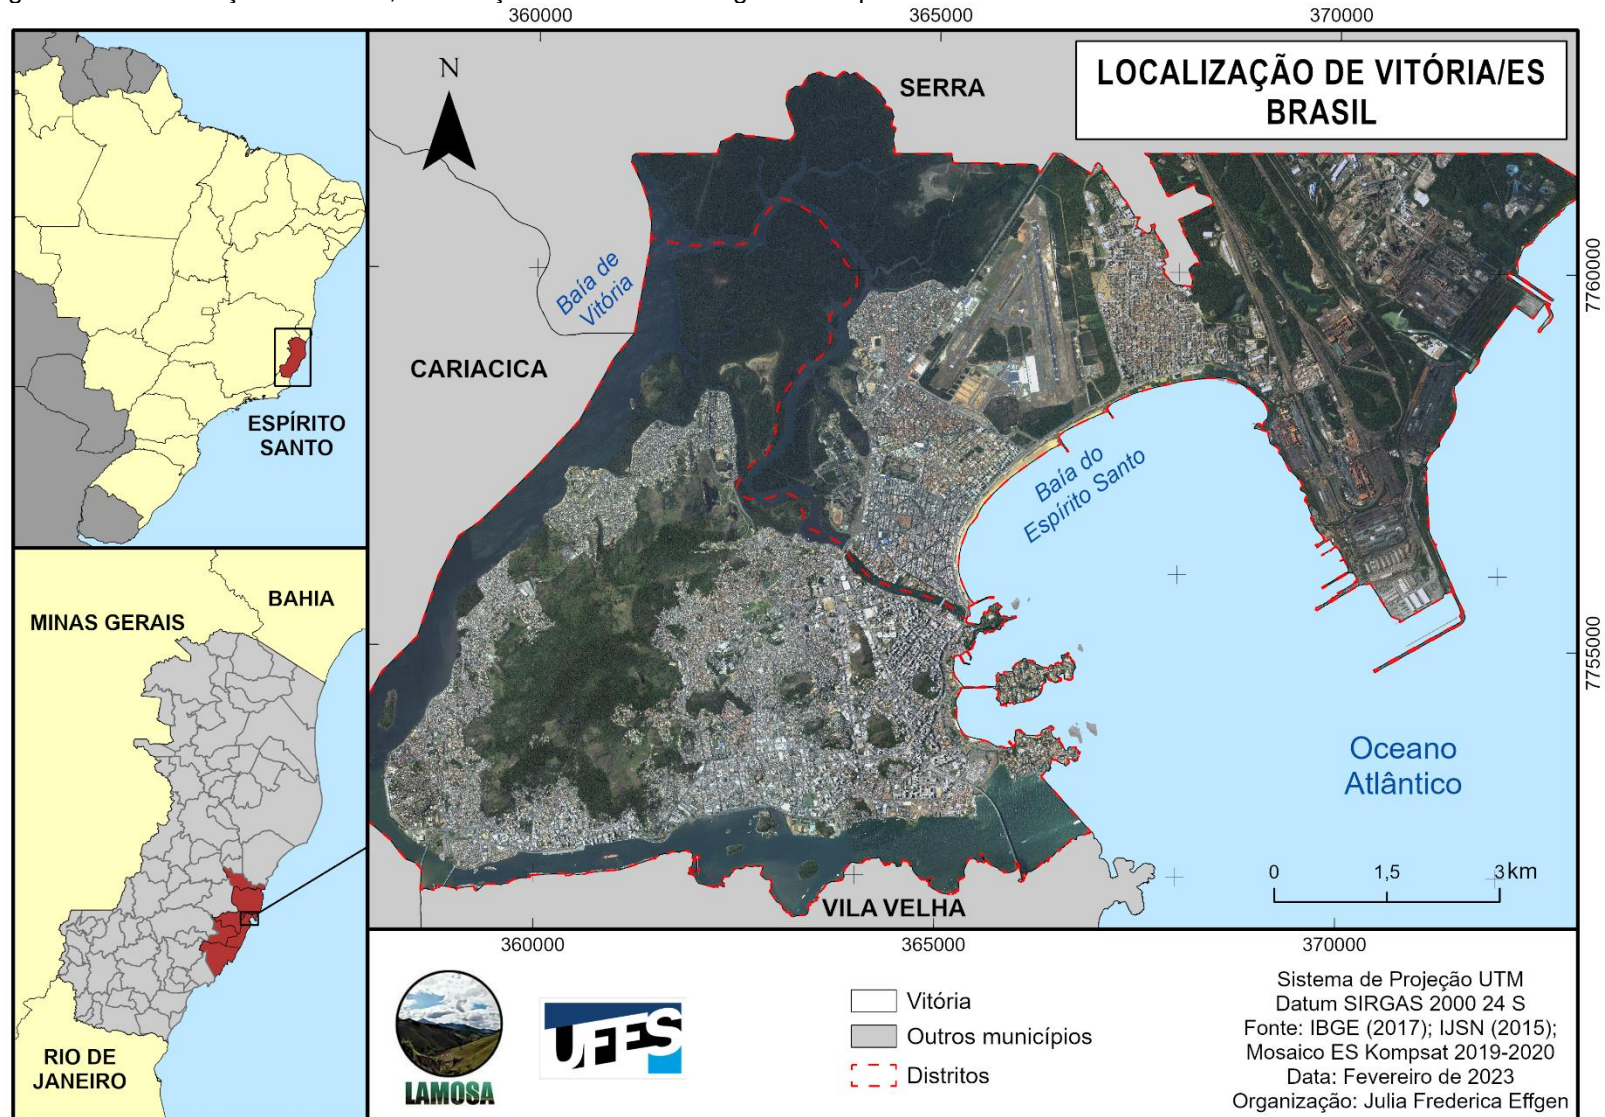 360000
365000
370000
LOCALIZAÇÃO DE VITÓRIA/ES
BRASIL
N
SERRA
Baía de
Vitória
CARIACICA
7760000
ESPÍRITO
SANTO
Baía do
Espírito Santo
MINAS GERAIS
BAHIA
7755000
Oceano
Atlântico
0 1,5 3 km
VILA VELHA
RIO DE
JANEIRO
360000
365000
370000
LAMOSA
UFES
Vitória
Outros municípios
Distritos
Sistema de Projeção UTM
Datum SIRGAS 2000 24 S
Fonte: IBGE (2017); IJSN (2015);
Mosaico ES Kompsat 2019-2020
Data: Fevereiro de 2023
Organização: Julia Frederica Effgen